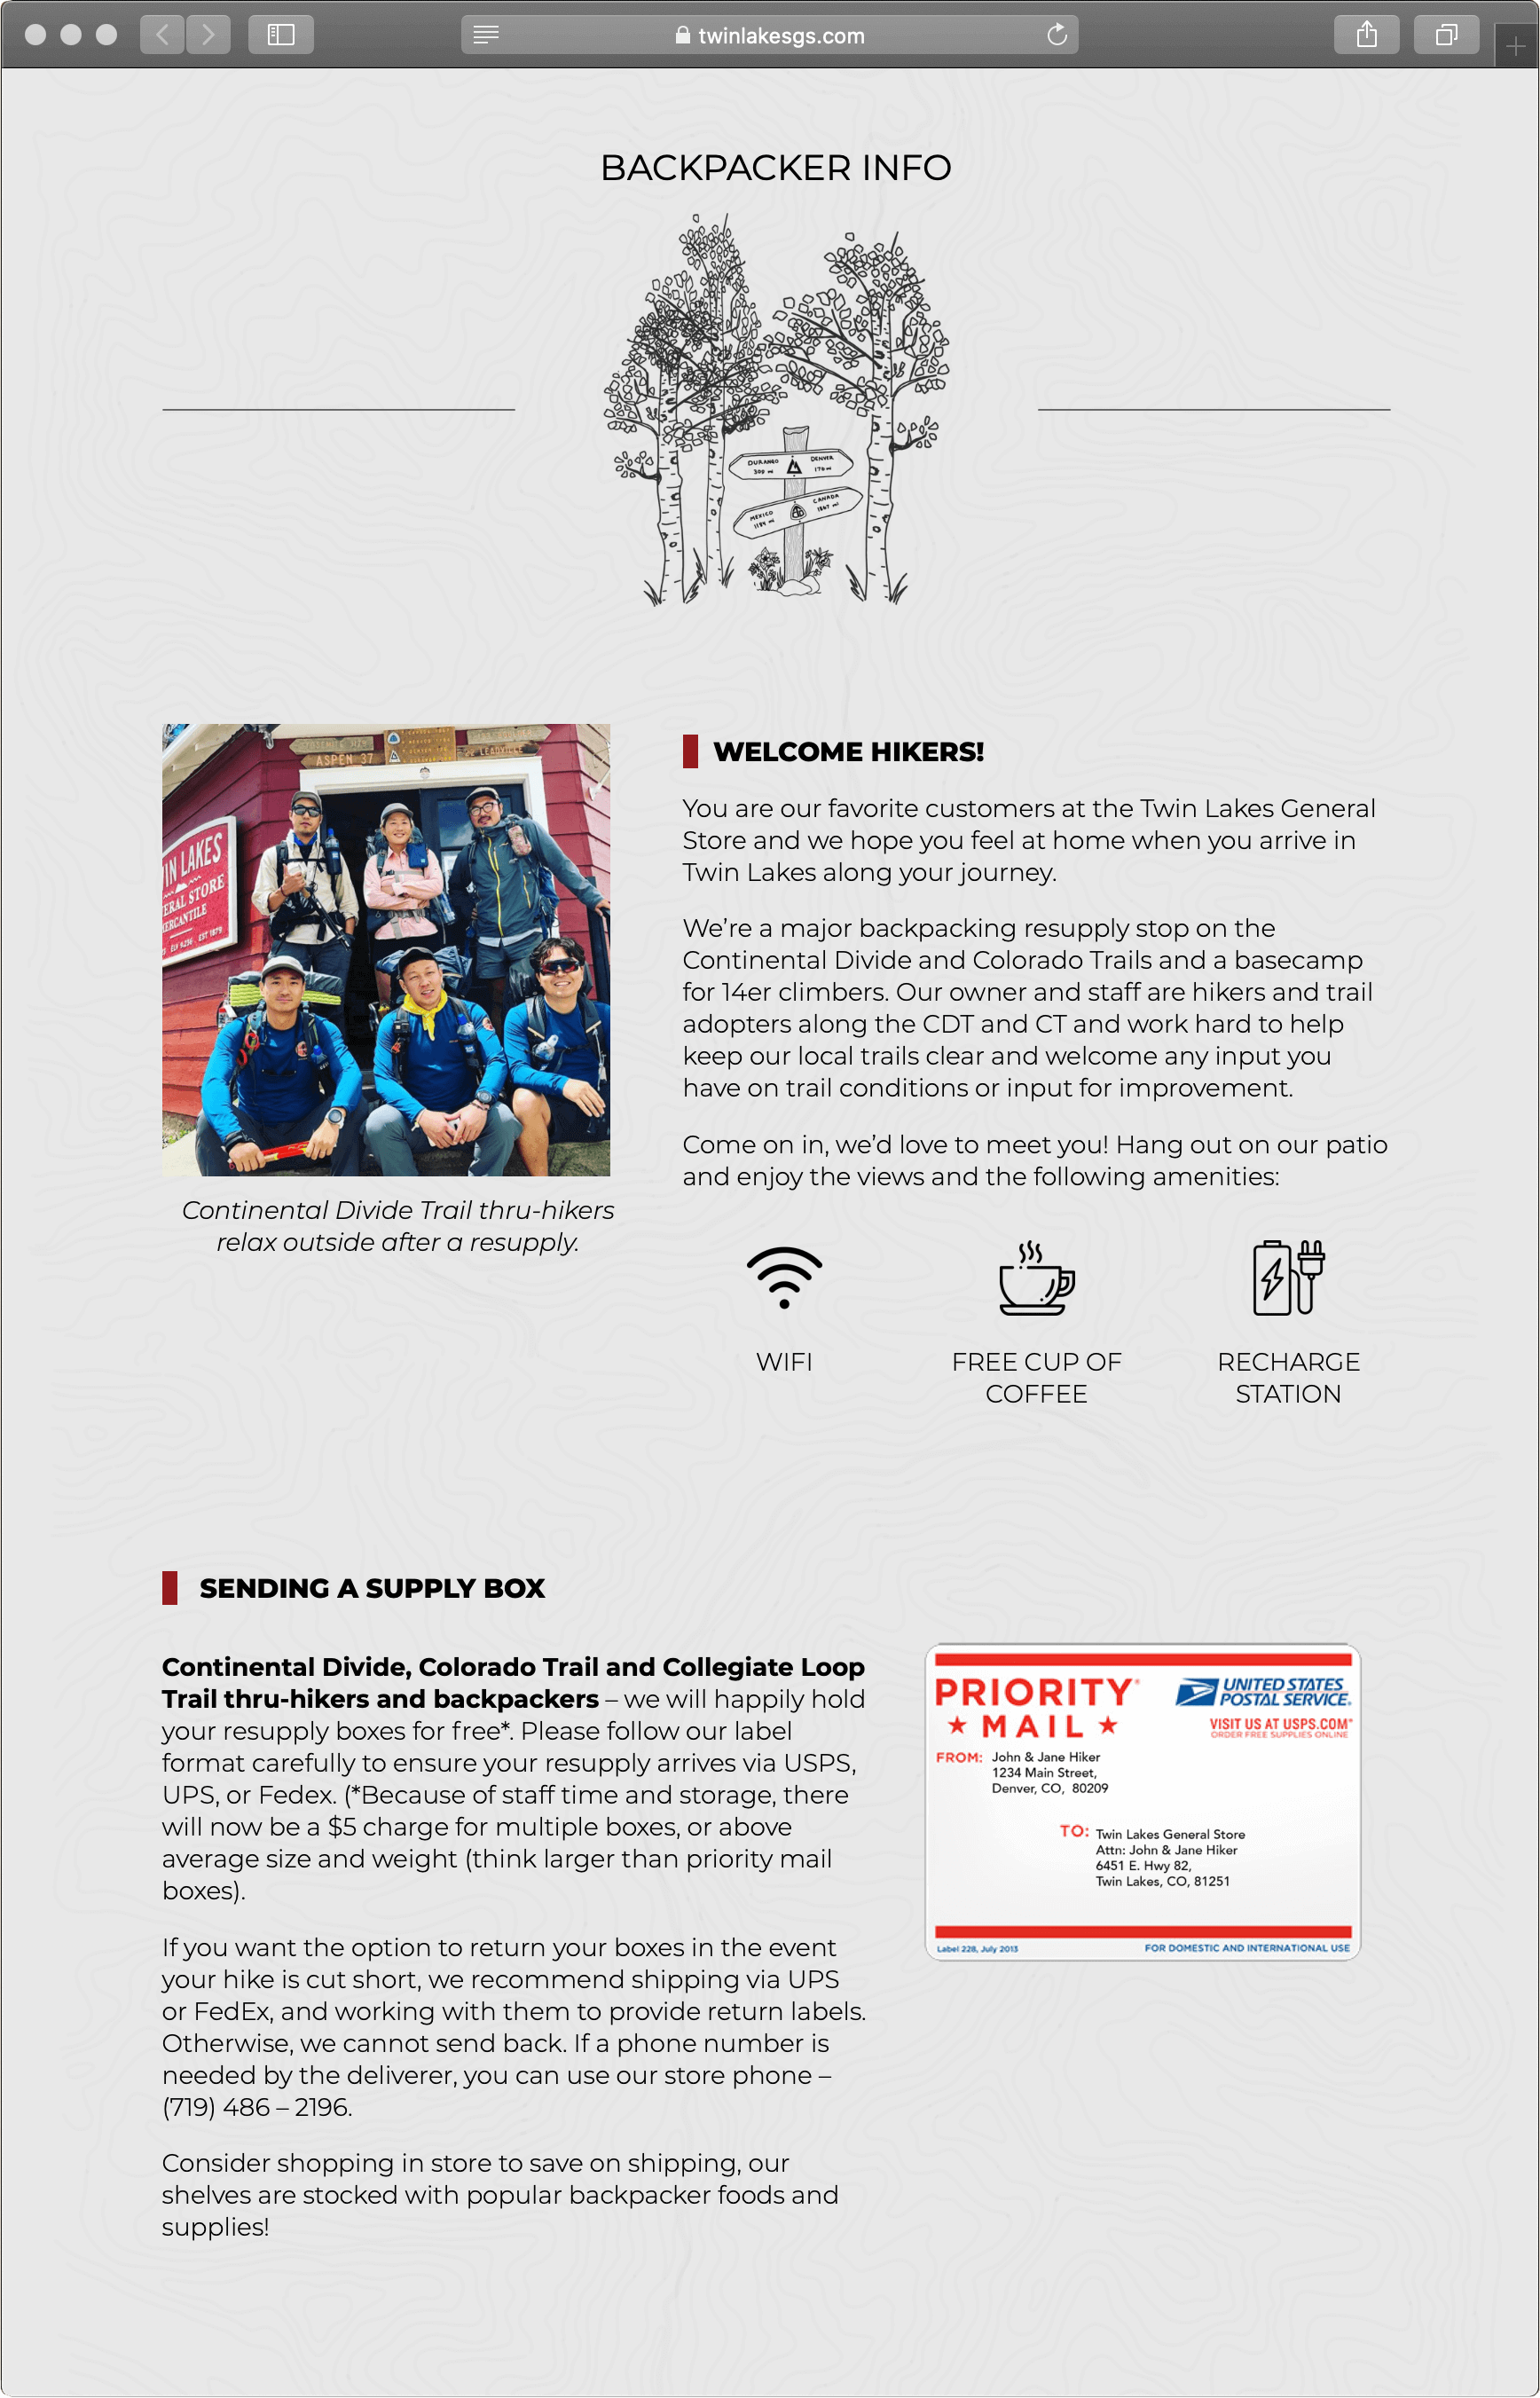 twinlakesgs.com
BACKPACKER INFO
DURANGO
DENVER
MEXICO
CANADA
ASPEN 37
LEADVILLE
IN LAKES
ERAL STORE
ERCANTILE
EST 1879
Continental Divide Trail thru-hikers
relax outside after a resupply.
WELCOME HIKERS!
You are our favorite customers at the Twin Lakes General
Store and we hope you feel at home when you arrive in
Twin Lakes along your journey.
We’re a major backpacking resupply stop on the
Continental Divide and Colorado Trails and a basecamp
for 14er climbers. Our owner and staff are hikers and trail
adopters along the CDT and CT and work hard to help
keep our local trails clear and welcome any input you
have on trail conditions or input for improvement.
Come on in, we’d love to meet you! Hang out on our patio
and enjoy the views and the following amenities:
WIFI
FREE CUP OF
COFFEE
RECHARGE
STATION
SENDING A SUPPLY BOX
Continental Divide, Colorado Trail and Collegiate Loop
Trail thru-hikers and backpackers – we will happily hold
your resupply boxes for free*. Please follow our label
format carefully to ensure your resupply arrives via USPS,
UPS, or Fedex. (*Because of staff time and storage, there
will now be a $5 charge for multiple boxes, or above
average size and weight (think larger than priority mail
boxes).
If you want the option to return your boxes in the event
your hike is cut short, we recommend shipping via UPS
or FedEx, and working with them to provide return labels.
Otherwise, we cannot send back. If a phone number is
needed by the deliverer, you can use our store phone –
(719) 486 – 2196.
Consider shopping in store to save on shipping, our
shelves are stocked with popular backpacker foods and
supplies!
PRIORITY®
★ MAIL ★
UNITED STATES
POSTAL SERVICE®
VISIT US AT USPS.COM®
ORDER FREE SUPPLIES ONLINE
FROM: John & Jane Hiker
1234 Main Street,
Denver, CO, 80209
TO: Twin Lakes General Store
Attn: John & Jane Hiker
6451 E. Hwy 82,
Twin Lakes, CO, 81251
Label 228, July 2013
FOR DOMESTIC AND INTERNATIONAL USE